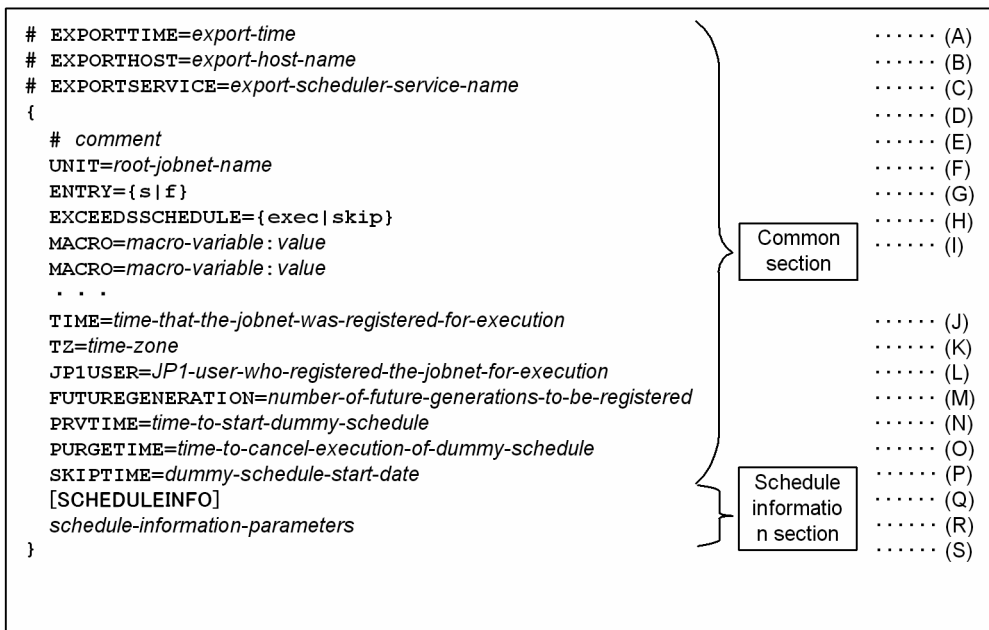 # EXPORTTIME=export-time ······ (A)
# EXPORTHOST=export-host-name ······ (B)
# EXPORTSERVICE=export-scheduler-service-name ······ (C)
{ ······ (D)
# comment ······ (E)
UNIT=root-jobnet-name ······ (F)
ENTRY={s|f} ······ (G)
EXCEEDSSCHEDULE={exec|skip} ······ (H)
MACRO=macro-variable:value ······ (I)
MACRO=macro-variable:value
· · ·
TIME=time-that-the-jobnet-was-registered-for-execution ······ (J)
TZ=time-zone ······ (K)
JP1USER=JP1-user-who-registered-the-jobnet-for-execution ······ (L)
FUTUREGENERATION=number-of-future-generations-to-be-registered ······ (M)
PRVTIME=time-to-start-dummy-schedule ······ (N)
PURGETIME=time-to-cancel-execution-of-dummy-schedule ······ (O)
SKIPTIME=dummy-schedule-start-date ······ (P)
[SCHEDULEINFO] ······ (Q)
schedule-information-parameters ······ (R)
} ······ (S)
Common
section
Schedule
informatio
n section